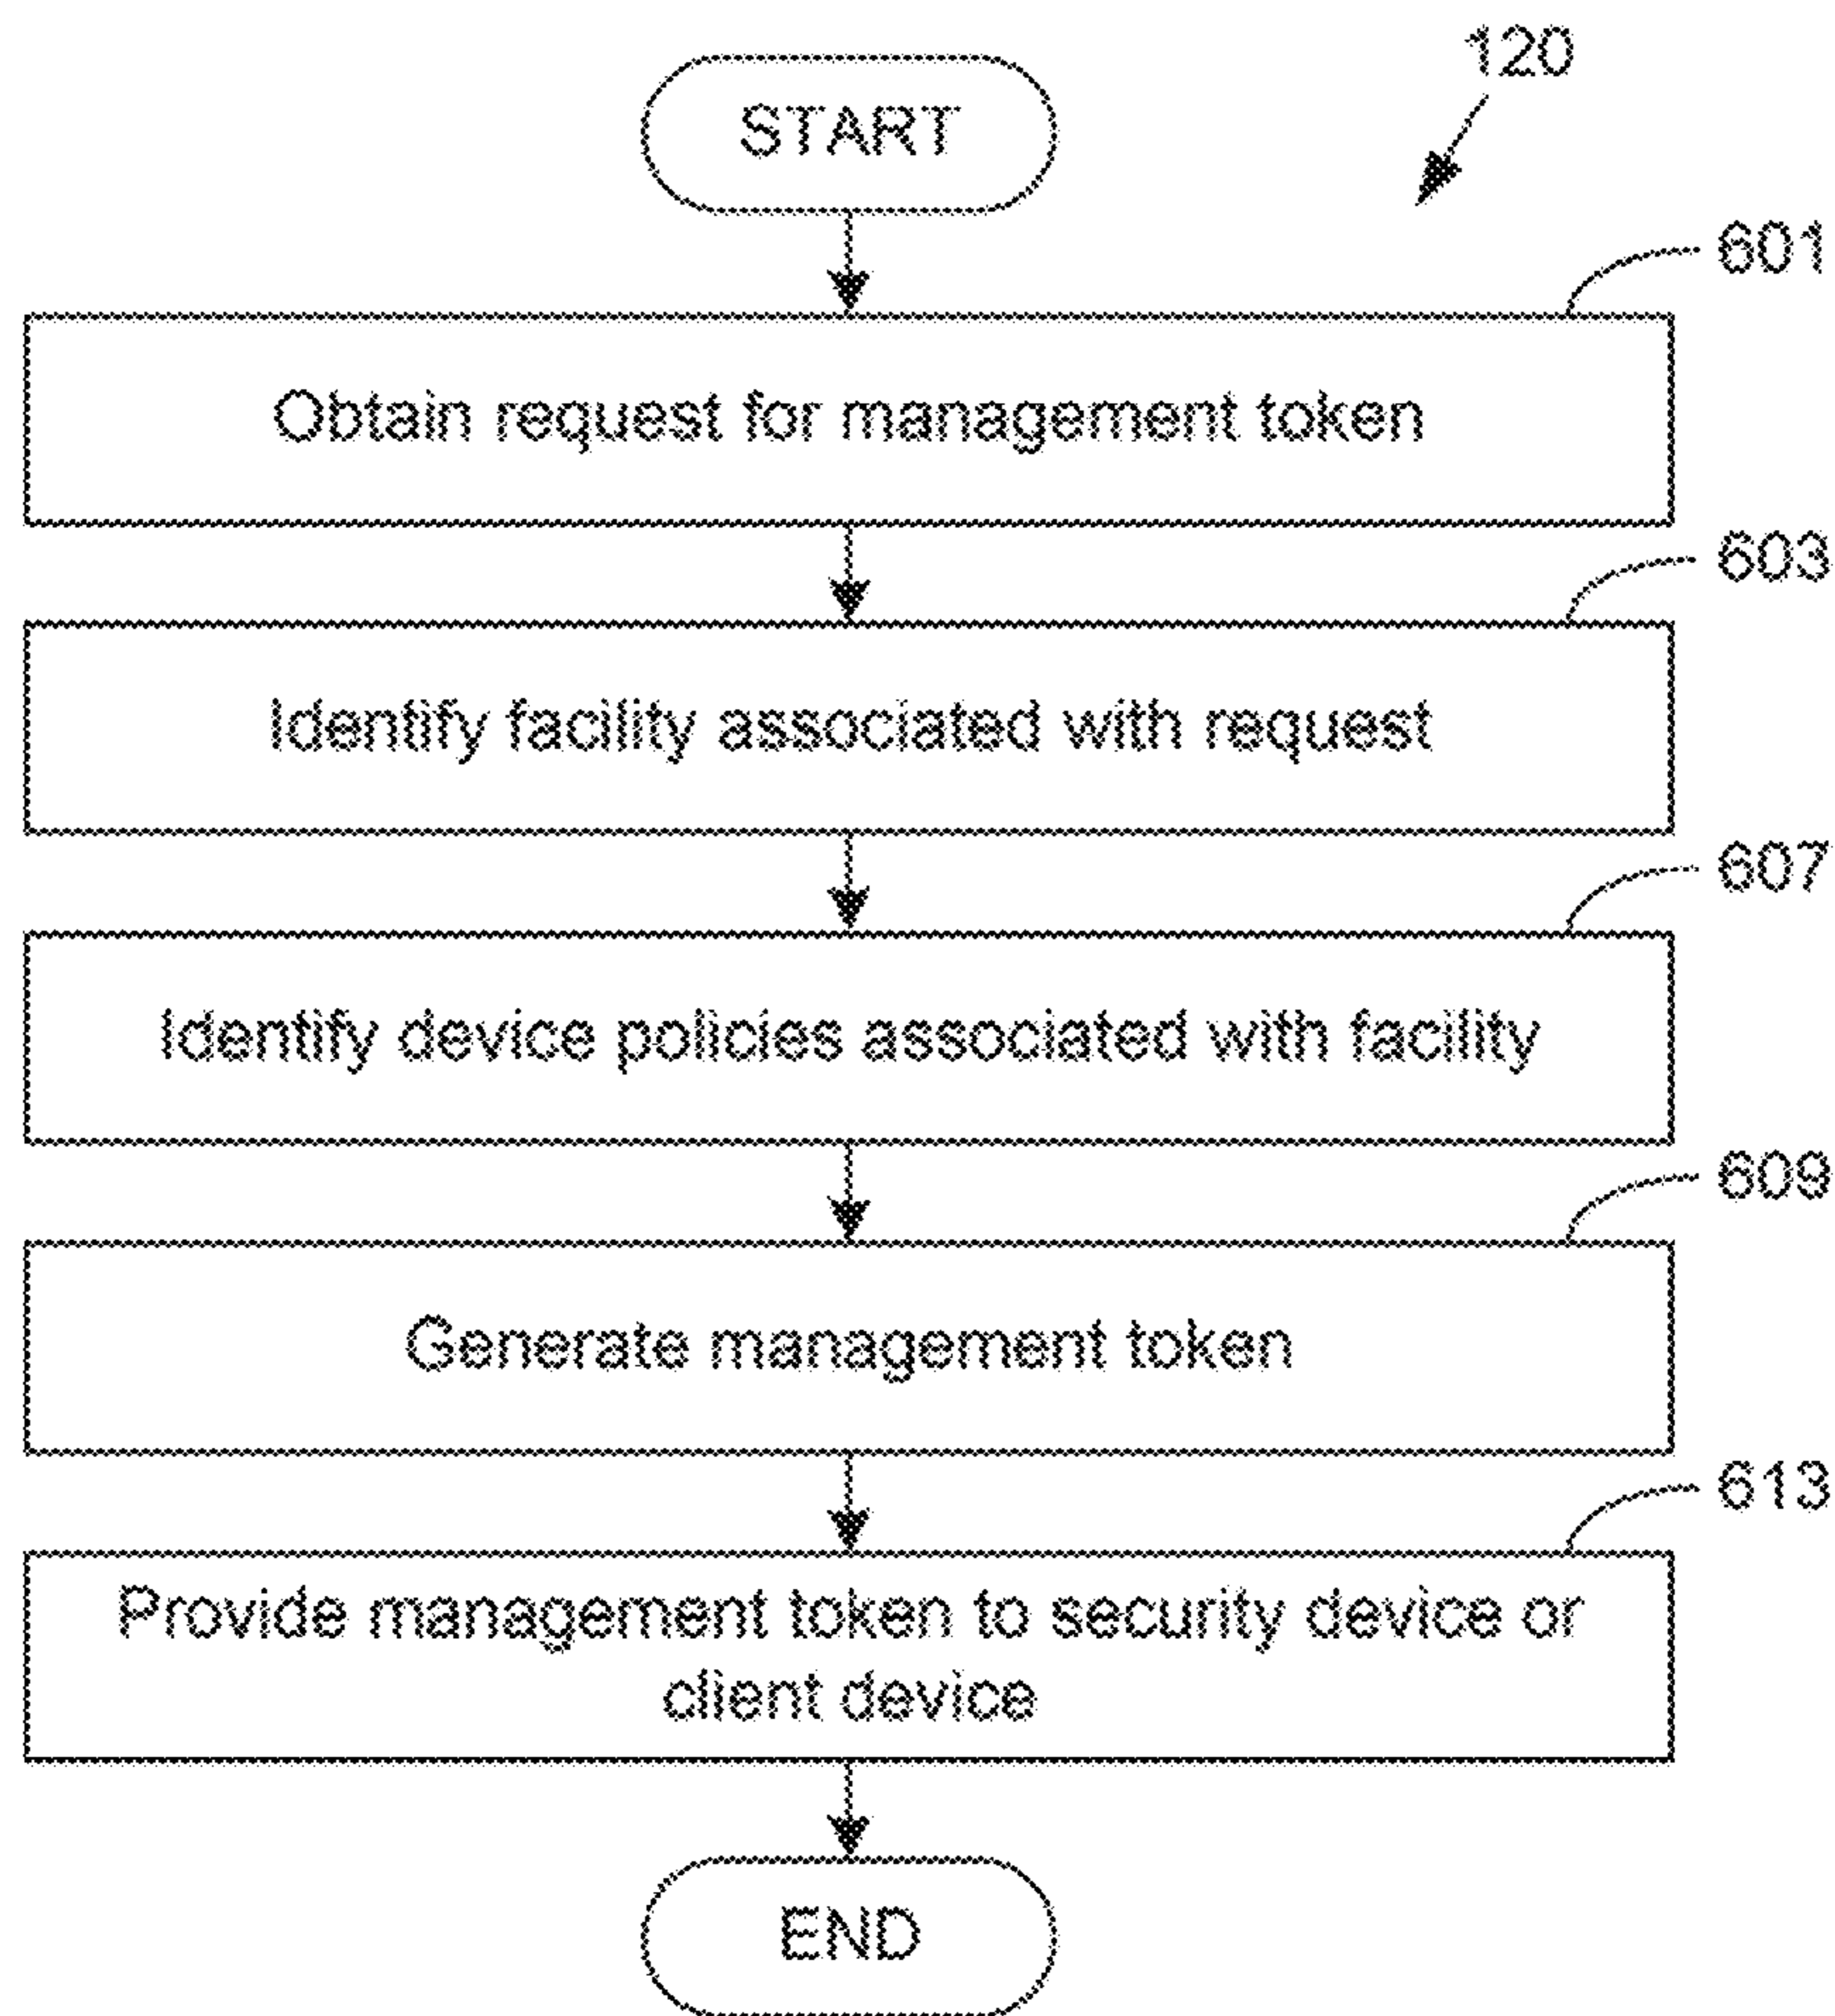 120
START
601
Obtain request for management token
603
Identify facility associated with request
607
Identify device policies associated with facility
609
Generate management token
613
Provide management token to security device or
client device
END